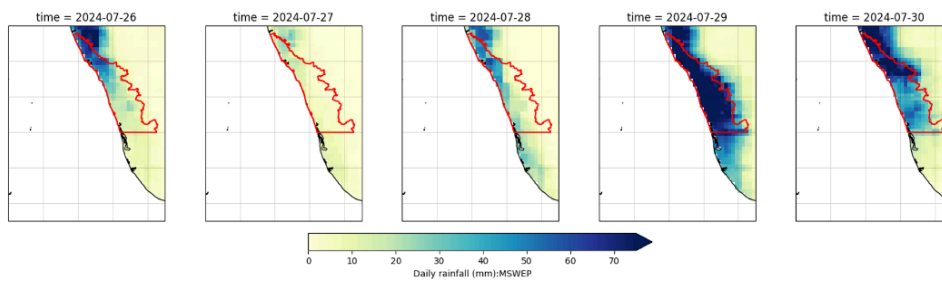 time = 2024-07-26 time = 2024-07-27 time = 2024-07-28 time = 2024-07-29 time = 2024-07-30
0 10 20 30 40 50 60 70
Daily rainfall (mm):MSWEP